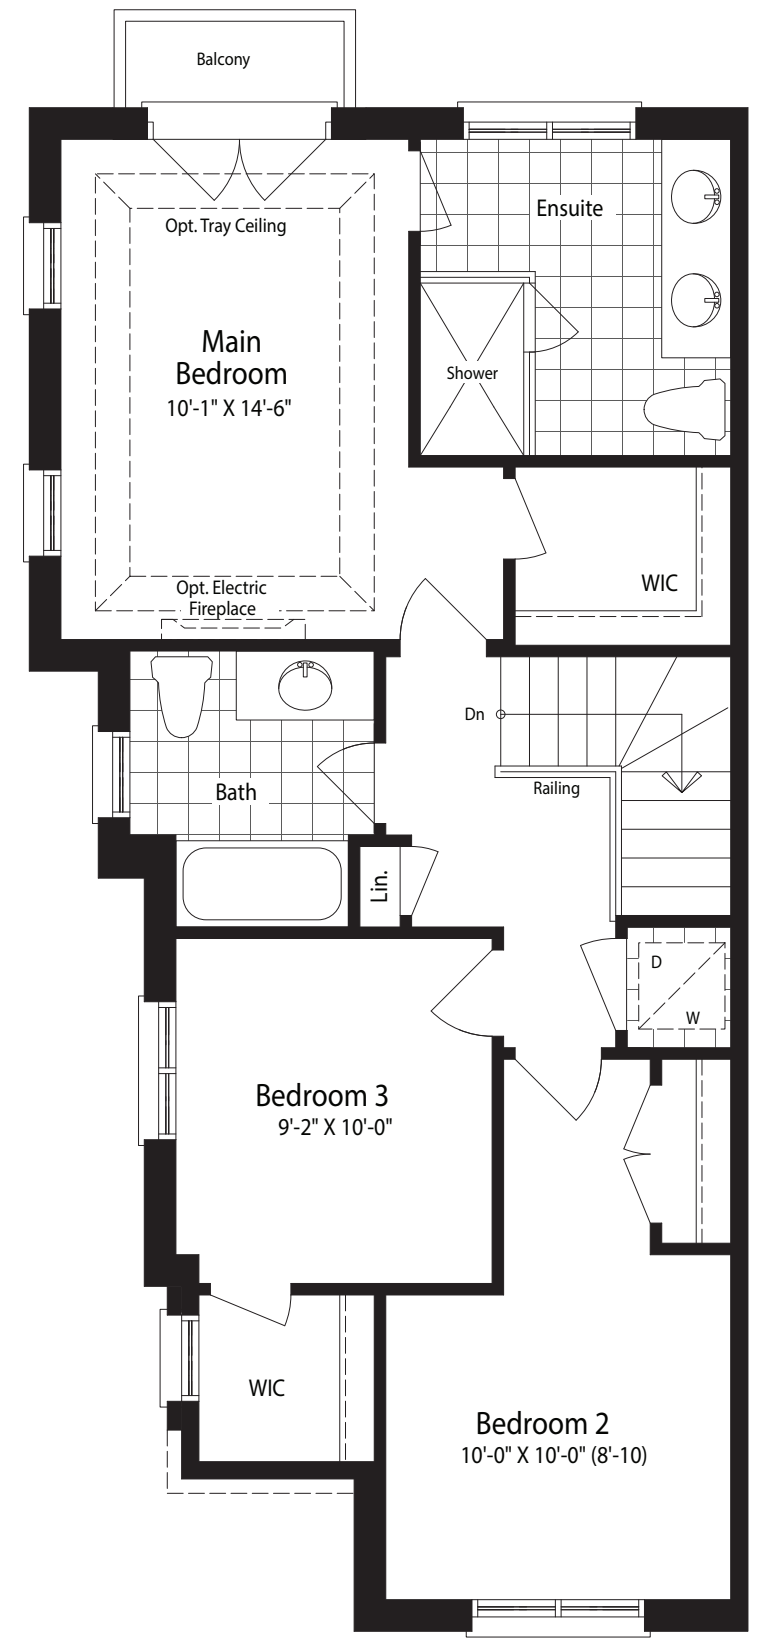 Balcony
Opt. Tray Ceiling
Ensuite
Main
Bedroom
10'-1" X 14'-6"
Shower
Opt. Electric
Fireplace
WIC
Dn
Railing
Bath
Lin.
D
W
Bedroom 3
9'-2" X 10'-0"
WIC
Bedroom 2
10'-0" X 10'-0" (8'-10)